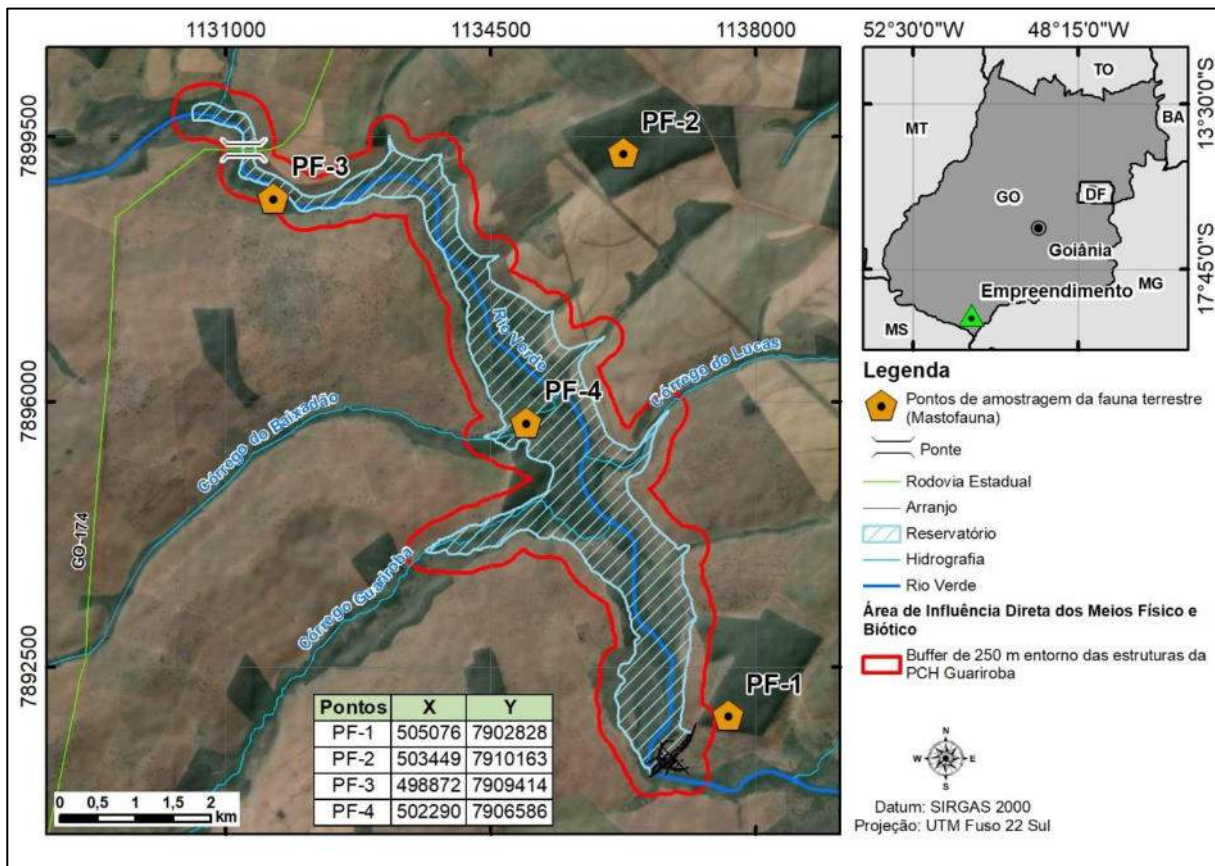 1131000 1134500 1138000
7899500
7896000
7892500
PF-2
PF-3
Rio Verde
PF-4
Córrego do Lucas
Córrego do Baixadão
Córrego Guariroba
GO-174
PF-1
Pontos X Y
PF-1 505076 7902828
PF-2 503449 7910163
PF-3 498872 7909414
PF-4 502290 7906586
0 0,5 1 1,5 2
km
52°30'0"W 48°15'0"W
13°30'0"S
17°45'0"S
TO
MT
BA
GO
DF
Goiânia
Empreendimento
MG
MS
Legenda
Pontos de amostragem da fauna terrestre
(Mastofauna)
Ponte
Rodovia Estadual
Arranjo
Reservatório
Hidrografia
Rio Verde
Área de Influência Direta dos Meios Físico e
Biótico
Buffer de 250 m entorno das estruturas da
PCH Guariroba
N
W E
S
Datum: SIRGAS 2000
Projeção: UTM Fuso 22 Sul